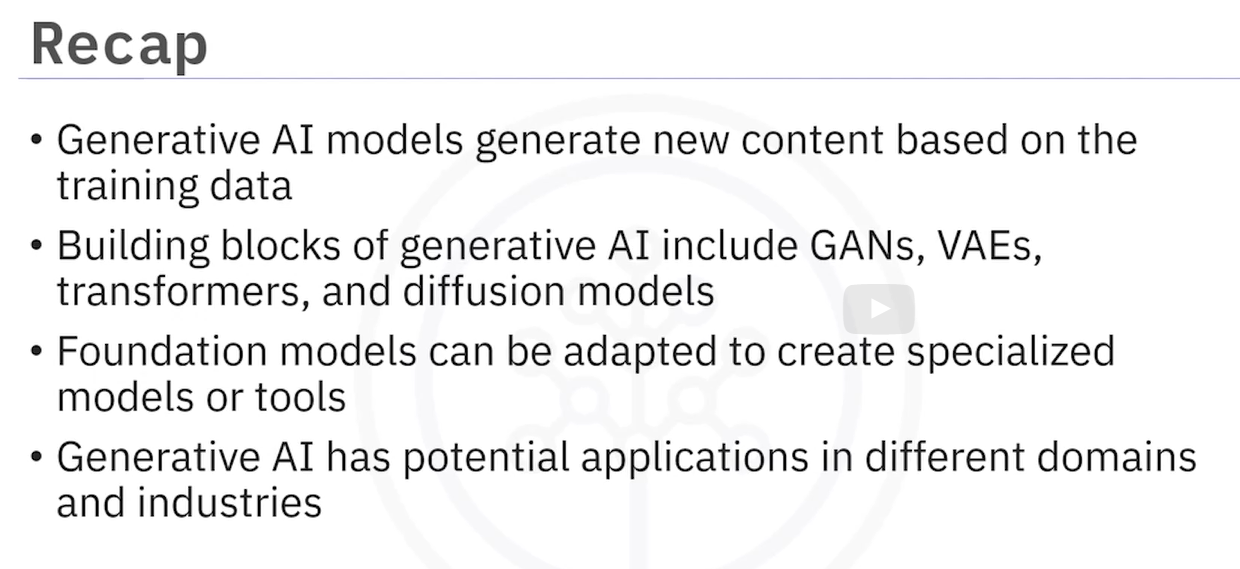 Recap
• Generative AI models generate new content based on the
training data
• Building blocks of generative AI include GANs, VAEs,
transformers, and diffusion models
• Foundation models can be adapted to create specialized
models or tools
• Generative AI has potential applications in different domains
and industries